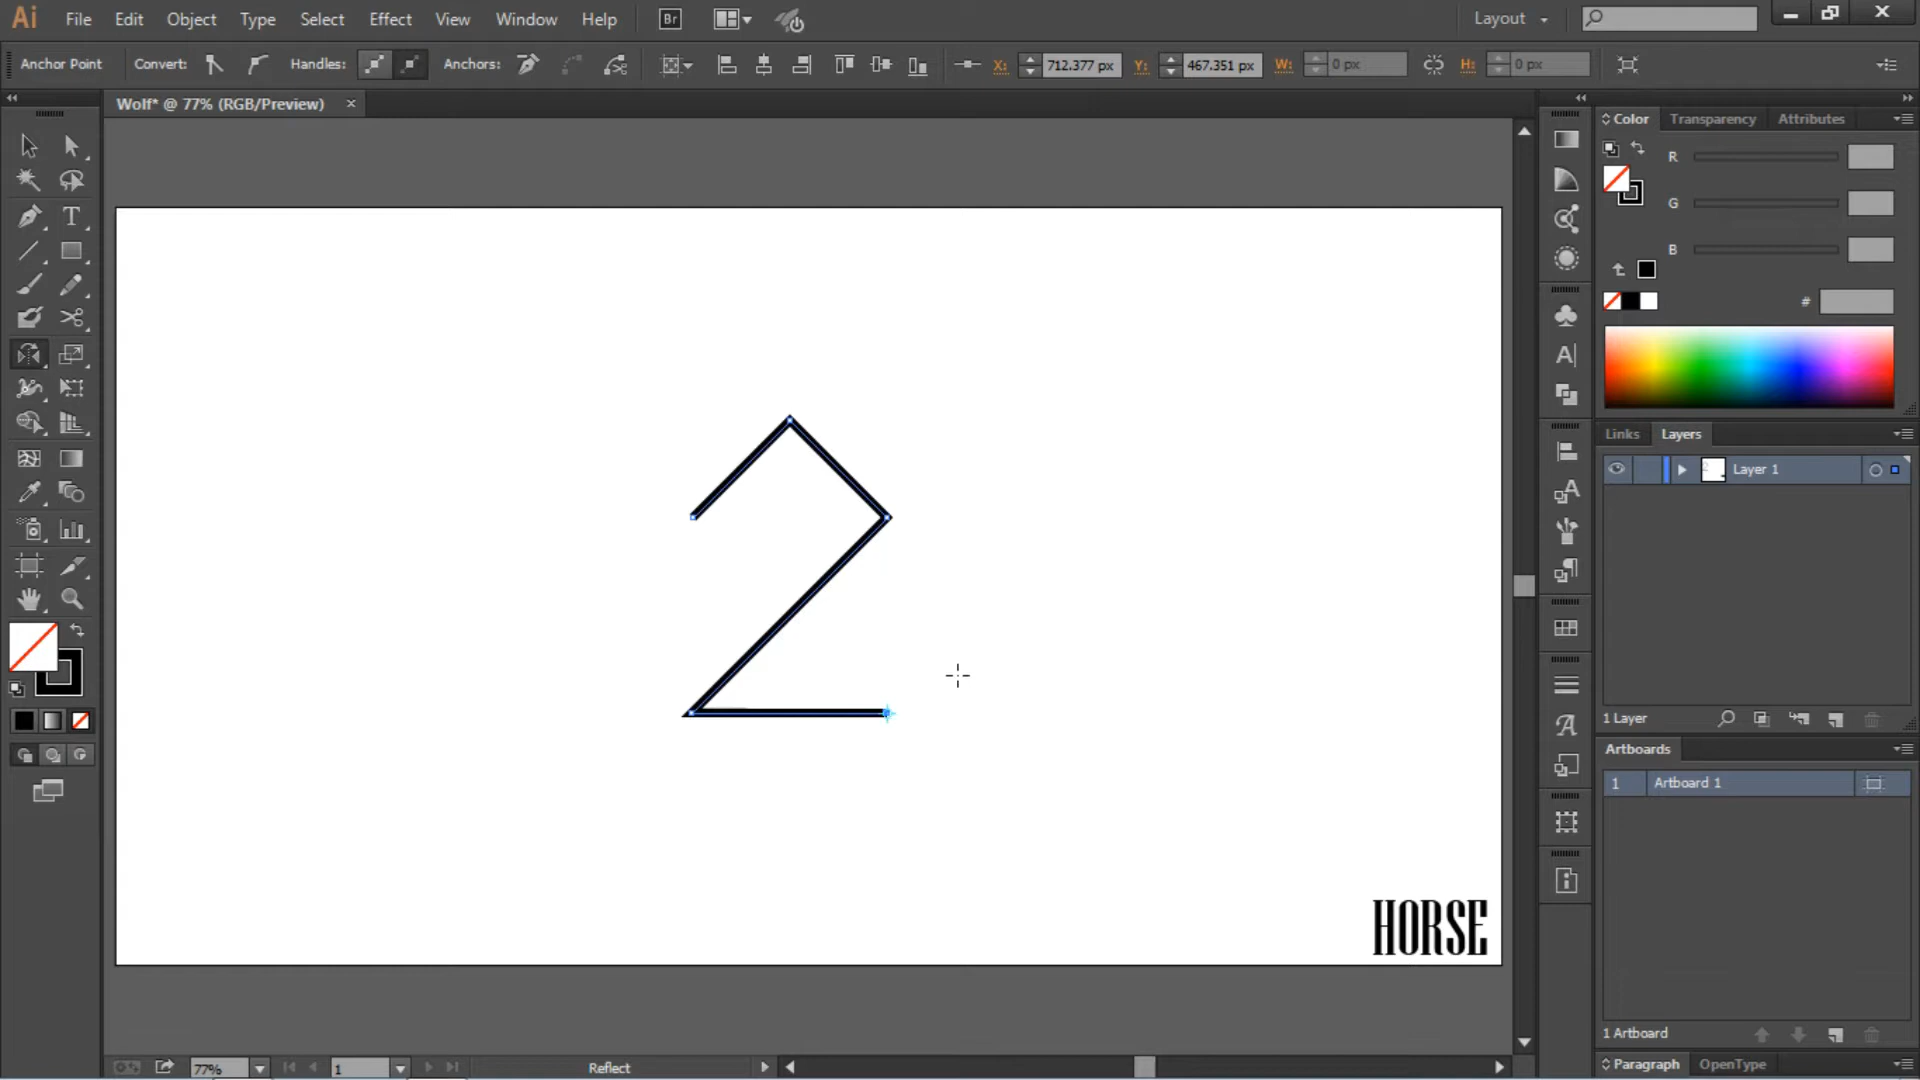 Ai File Edit Object Type Select Effect View Window Help Br Layout
Anchor Point Convert: Handles: Anchors: X: 712.377 px Y: 467.351 px W: 0 px H: 0 px
Wolf* @ 77% (RGB/Preview) ×
Color Transparency Attributes
R
G
B
#
Links Layers
Layer 1
1 Layer
Artboards
1 Artboard 1
HORSE
1 Artboard
77% 1 Reflect
Paragraph OpenType